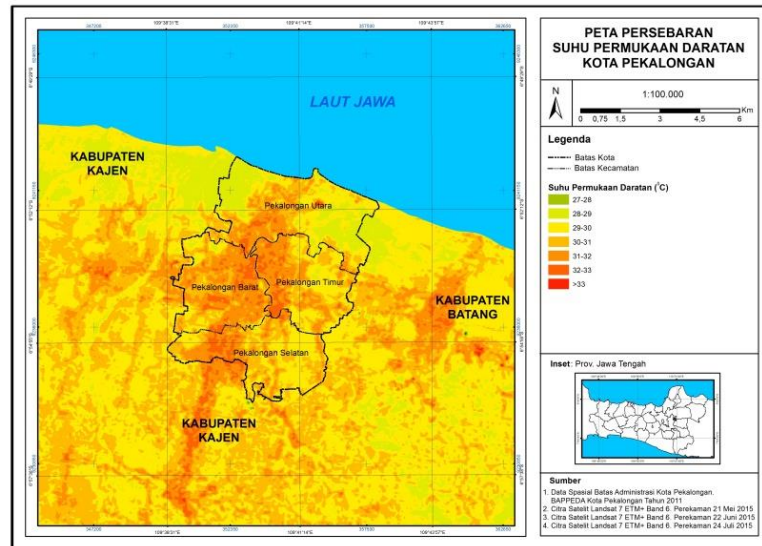 PETA PERSEBARAN
SUHU PERMUKAAN DARATAN
KOTA PEKALONGAN
N
1:100.000
Km
0 0,75 1,5 3 4,5 6
Legenda
Batas Kota
Batas Kecamatan
Suhu Permukaan Daratan (°C)
27-28
28-29
29-30
30-31
31-32
32-33
>33
Inset: Prov. Jawa Tengah
Sumber
1. Data Spasial Batas Administrasi Kota Pekalongan.
BAPPEDA Kota Pekalongan Tahun 2011
2. Citra Satelit Landsat 7 ETM+ Band 6. Perekaman 21 Mei 2015
3. Citra Satelit Landsat 7 ETM+ Band 6. Perekaman 22 Juni 2015
4. Citra Satelit Landsat 7 ETM+ Band 6. Perekaman 24 Juli 2015
LAUT JAWA
KABUPATEN
KAJEN
Pekalongan Utara
Pekalongan Barat
Pekalongan Timur
KABUPATEN
BATANG
Pekalongan Selatan
KABUPATEN
KAJEN